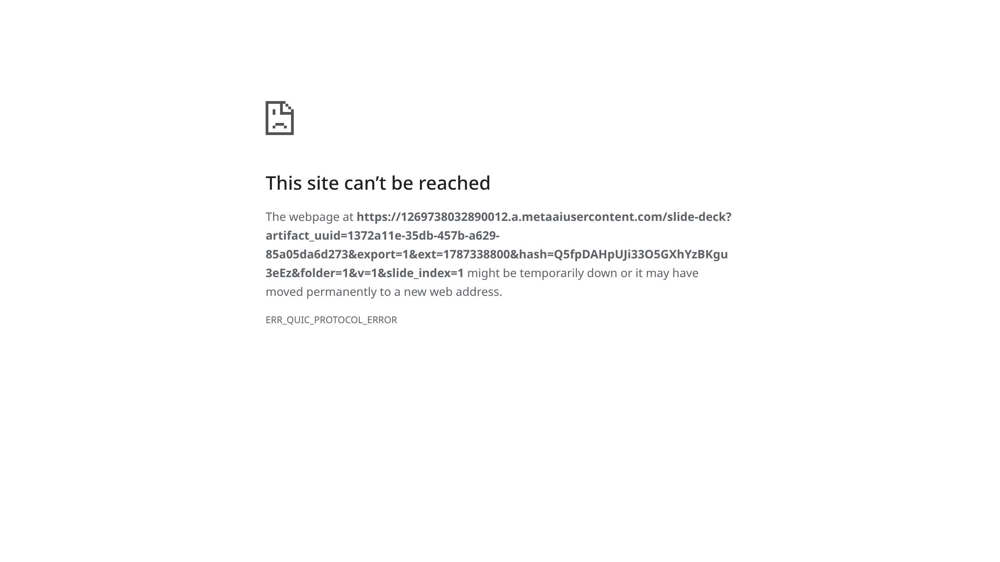 This site can’t be reached
The webpage at https://1269738032890012.a.metaaiusercontent.com/slide-deck?
artifact_uuid=1372a11e-35db-457b-a629-
85a05da6d273&export=1&ext=1787338800&hash=Q5fpDAHpUJi33O5GXhYzBKgu
3eEz&folder=1&v=1&slide_index=1 might be temporarily down or it may have
moved permanently to a new web address.
ERR_QUIC_PROTOCOL_ERROR